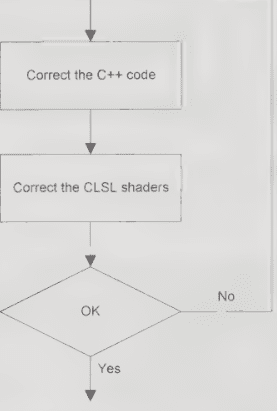 Correct the C++ code
Correct the CLSL shaders
OK
No
Yes